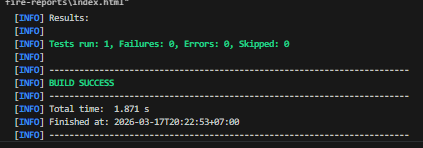 fire-reports\index.html"
[INFO] Results:
[INFO]
[INFO] Tests run: 1, Failures: 0, Errors: 0, Skipped: 0
[INFO]
[INFO] ------------------------------------------------------------------------
[INFO] BUILD SUCCESS
[INFO] ------------------------------------------------------------------------
[INFO] Total time:  1.871 s
[INFO] Finished at: 2026-03-17T20:22:53+07:00
[INFO] ------------------------------------------------------------------------